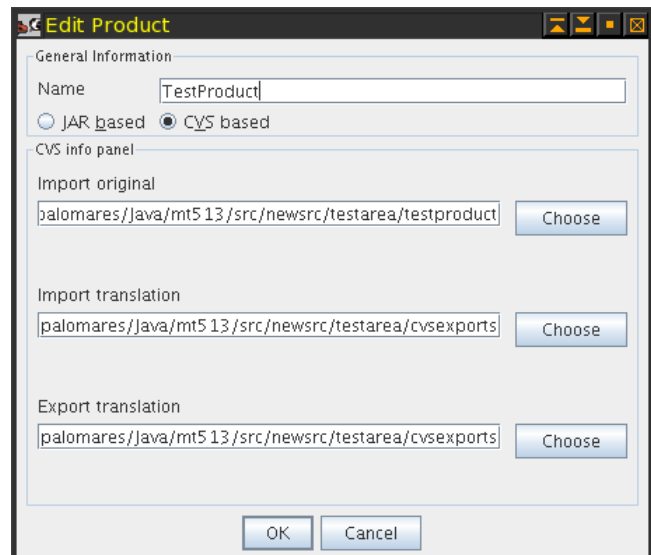 Edit Product
General Information
Name TestProduct
JAR based CVS based
CVS info panel
Import original
palomares/Java/mt513/src/newsrc/testarea/testproduct Choose
Import translation
palomares/Java/mt513/src/newsrc/testarea/cvsexports Choose
Export translation
palomares/Java/mt513/src/newsrc/testarea/cvsexports Choose
OK Cancel